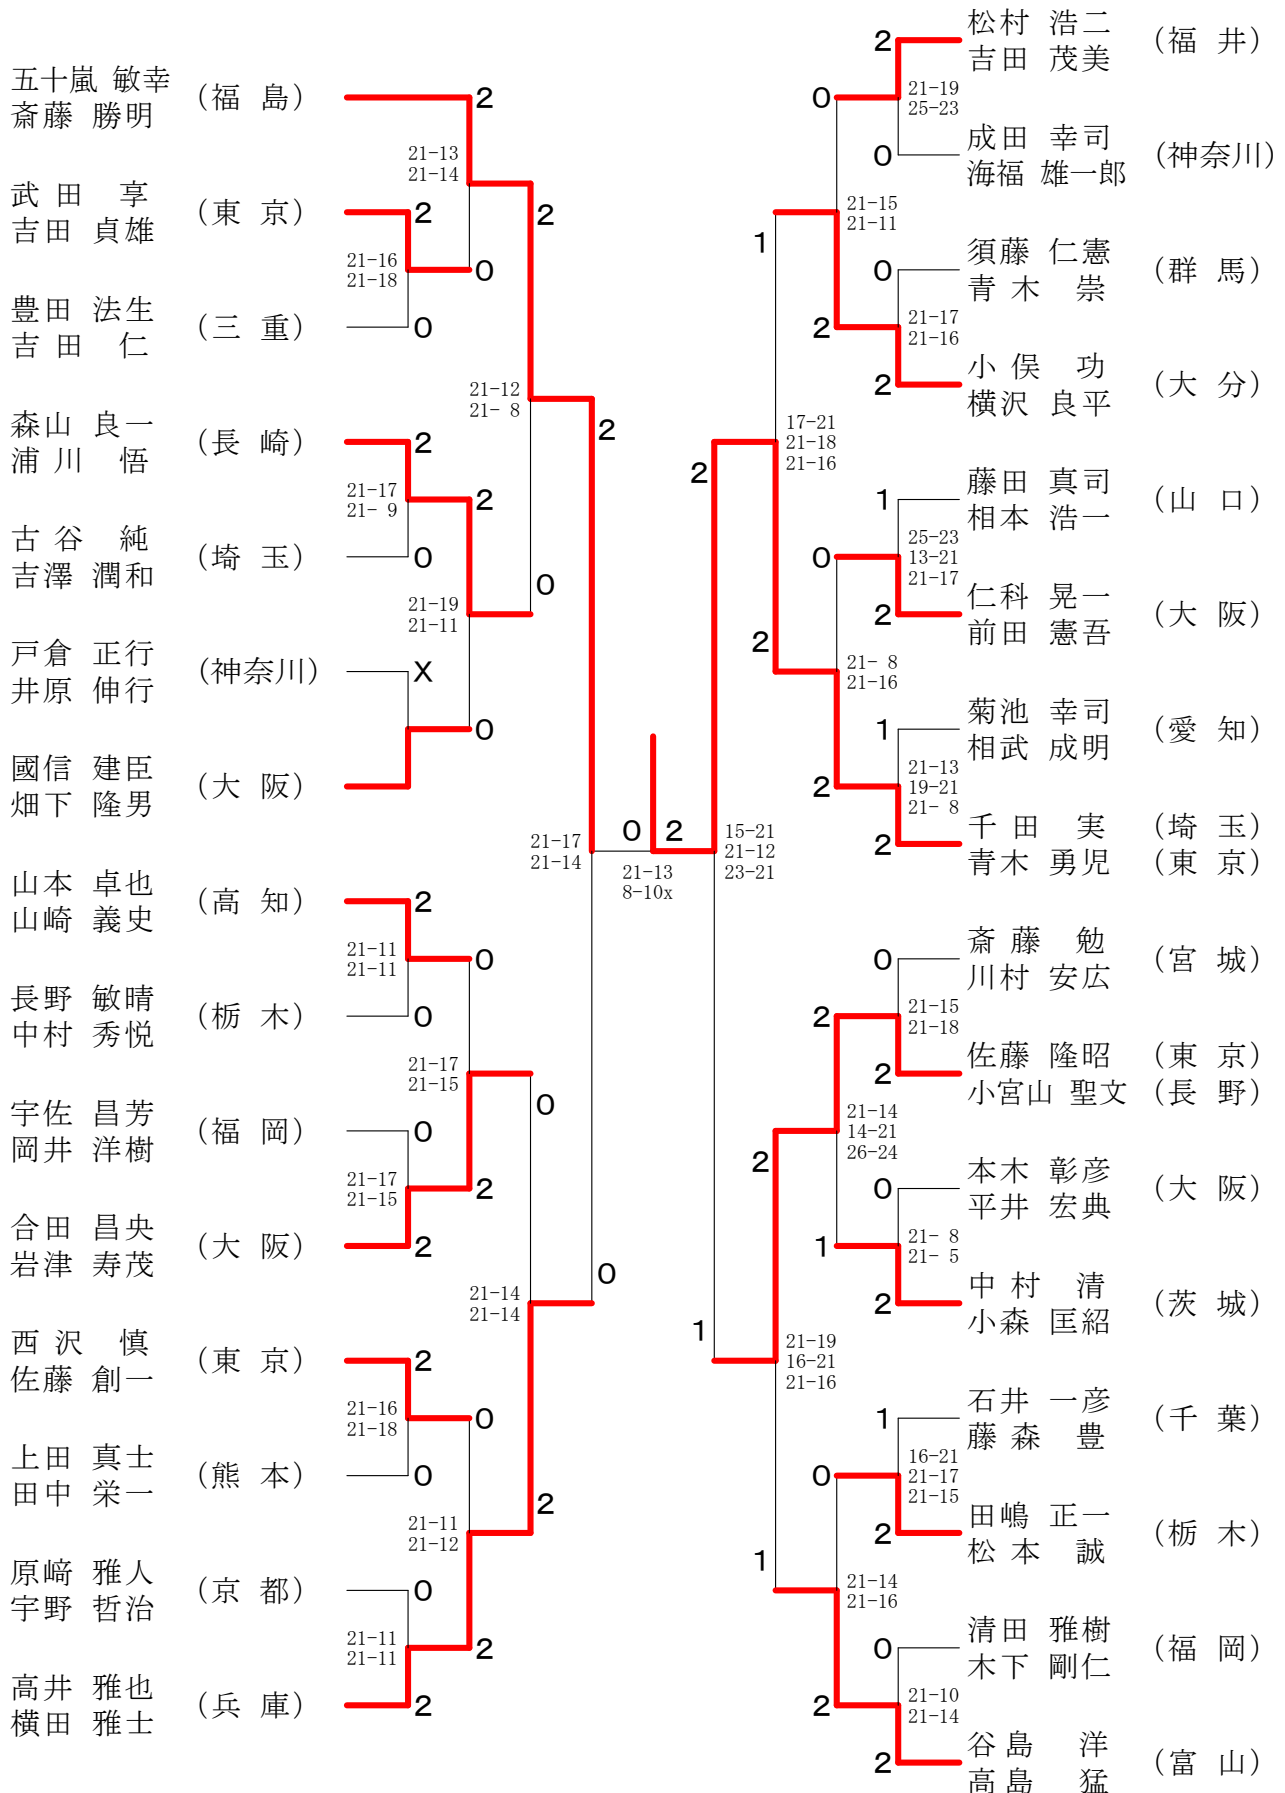 五十嵐 敏幸
斎藤 勝明
(福 島)
2
21-13
21-14
武田 享
吉田 貞雄
(東 京)
2
21-16
21-18
0
豊田 法生
吉田 仁
(三 重)
0
2
21-12
21- 8
森山 良一
浦川 悟
(長 崎)
2
21-17
21- 9
2
古谷 純
吉澤 潤和
(埼 玉)
0
21-19
21-11
0
戸倉 正行
井原 伸行
(神奈川)
X
0
國信 建臣
畑下 隆男
(大 阪)
2
21-17
21-14
山本 卓也
山崎 義史
(高 知)
2
21-11
21-11
0
長野 敏晴
中村 秀悦
(栃 木)
0
21-17
21-15
0
宇佐 昌芳
岡井 洋樹
(福 岡)
0
21-17
21-15
2
合田 昌央
岩津 寿茂
(大 阪)
2
21-14
21-14
0
西沢 慎
佐藤 創一
(東 京)
2
21-16
21-18
0
上田 真士
田中 栄一
(熊 本)
0
21-11
21-12
2
原﨑 雅人
宇野 哲治
(京 都)
0
21-11
21-11
2
高井 雅也
横田 雅士
(兵 庫)
2
0
2
21-13
8-10x
松村 浩二
吉田 茂美
(福 井)
2
21-19
25-23
0
成田 幸司
海福 雄一郎
(神奈川)
0
21-15
21-11
1
須藤 仁憲
青木 崇
(群 馬)
0
21-17
21-16
2
小俣 功
横沢 良平
(大 分)
2
17-21
21-18
21-16
2
藤田 真司
相本 浩一
(山 口)
1
25-23
13-21
21-17
0
仁科 晃一
前田 憲吾
(大 阪)
2
21- 8
21-16
2
菊池 幸司
相武 成明
(愛 知)
1
21-13
19-21
21- 8
2
千田 実
青木 勇児
(埼 玉)
(東 京)
2
15-21
21-12
23-21
斎藤 勉
川村 安広
(宮 城)
0
21-15
21-18
2
佐藤 隆昭
小宮山 聖文
(東 京)
(長 野)
2
21-14
14-21
26-24
2
本木 彰彦
平井 宏典
(大 阪)
0
21- 8
21- 5
1
中村 清
小森 匡紹
(茨 城)
2
1
21-19
16-21
21-16
石井 一彦
藤森 豊
(千 葉)
1
16-21
21-17
21-15
0
田嶋 正一
松本 誠
(栃 木)
2
21-14
21-16
1
清田 雅樹
木下 剛仁
(福 岡)
0
21-10
21-14
2
谷島 洋
高島 猛
(富 山)
2